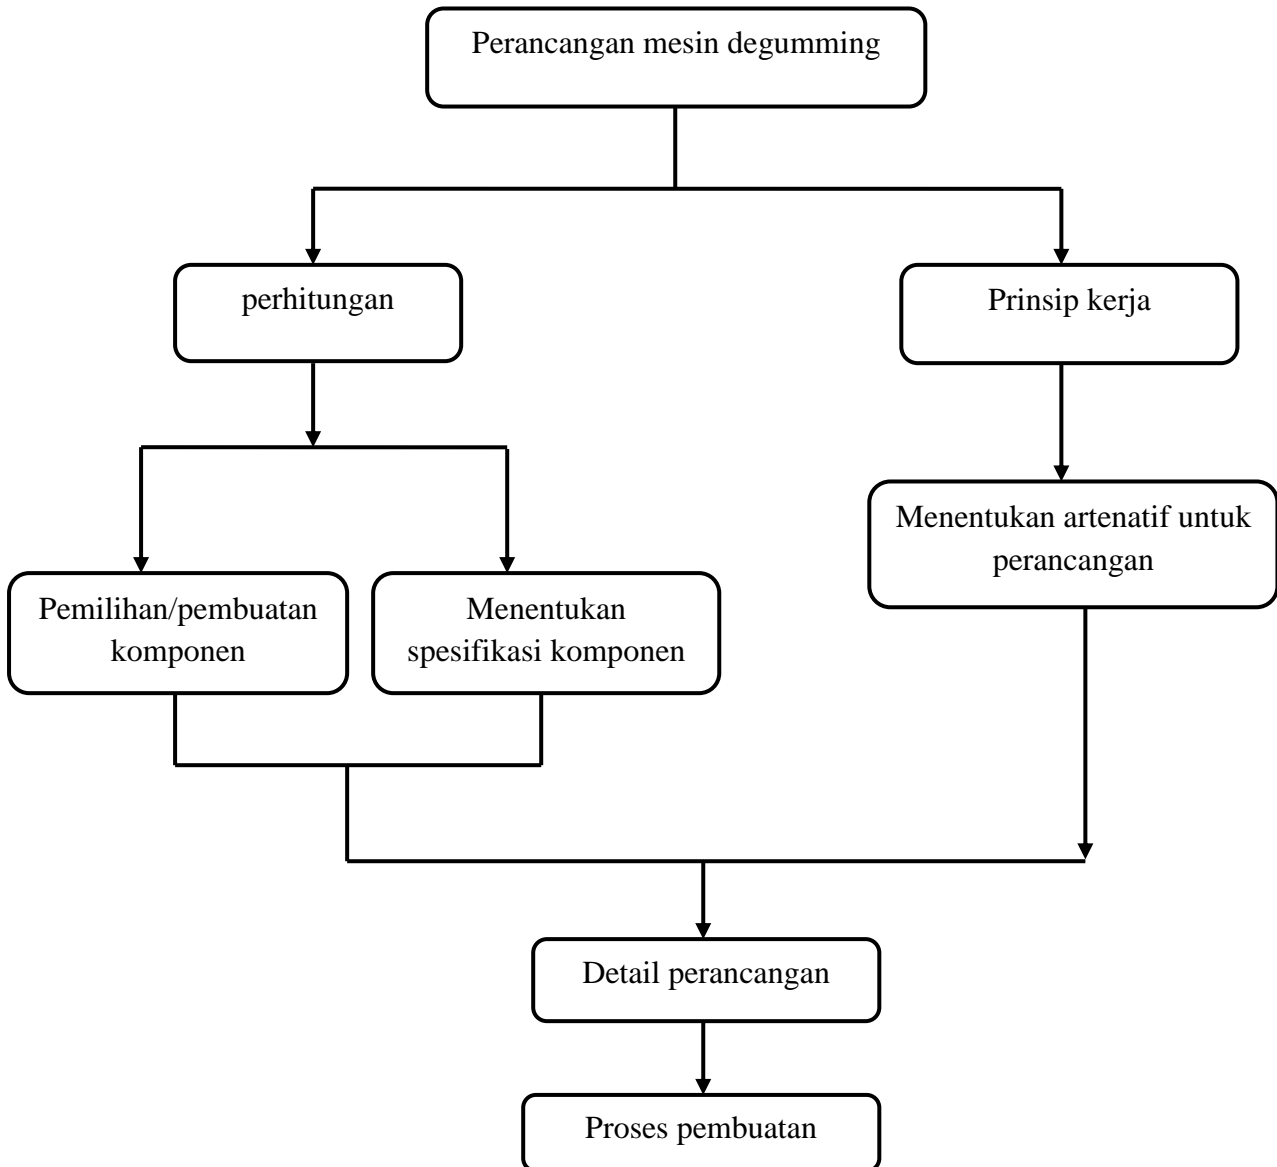 Perancangan mesin degumming
perhitungan
Prinsip kerja
Menentukan artenatif untuk
perancangan
Pemilihan/pembuatan
komponen
Menentukan
spesifikasi komponen
Detail perancangan
Proses pembuatan